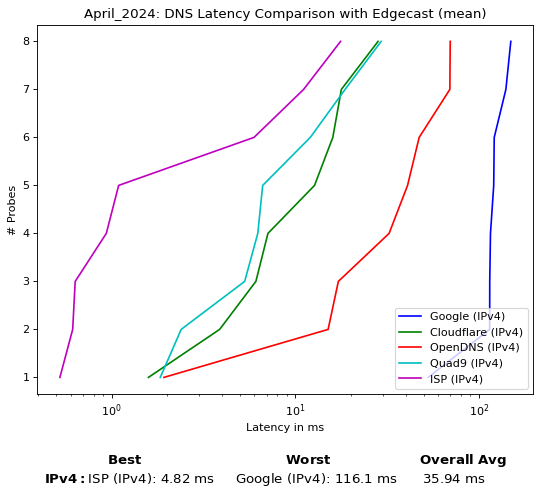 April_2024: DNS Latency Comparison with Edgecast (mean)
8
7
6
5
4
3
2
1
# Probes
Google (IPv4)
Cloudflare (IPv4)
OpenDNS (IPv4)
Quad9 (IPv4)
ISP (IPv4)
10⁰ 10¹ 10²
Latency in ms
Best Worst Overall Avg
IPv4: ISP (IPv4): 4.82 ms Google (IPv4): 116.1 ms 35.94 ms